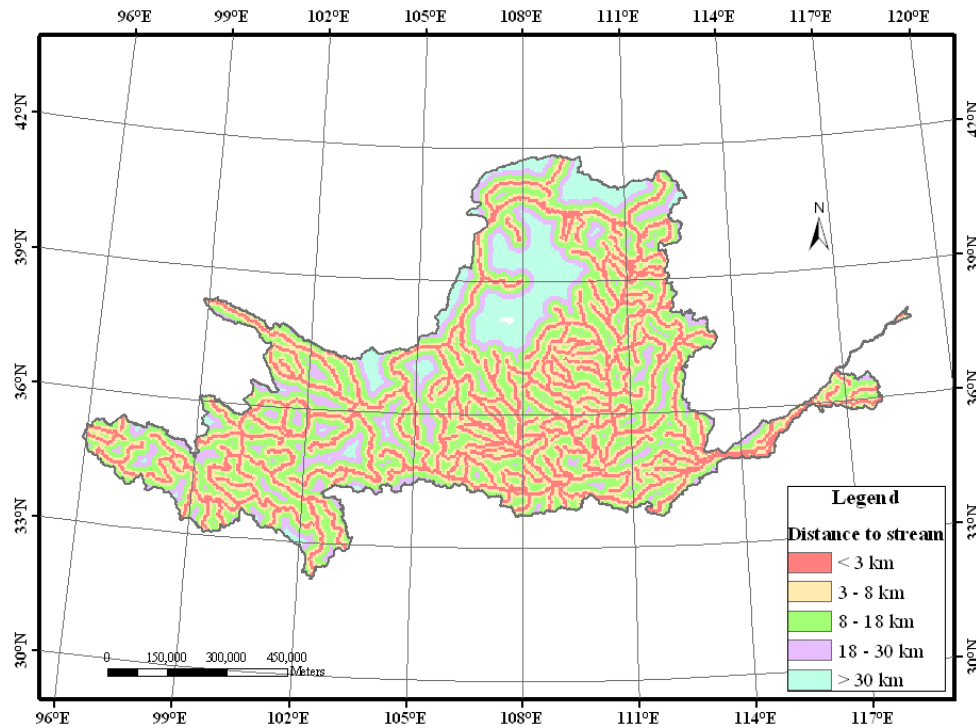 96°E 99°E 102°E 105°E 108°E 111°E 114°E 117°E 120°E
42°N 42°N
39°N 39°N
36°N 36°N
33°N 33°N
30°N 30°N
N
Legend
Distance to stream
< 3 km
3 - 8 km
8 - 18 km
18 - 30 km
> 30 km
0 150,000 300,000 450,000
Meters
96°E 99°E 102°E 105°E 108°E 111°E 114°E 117°E